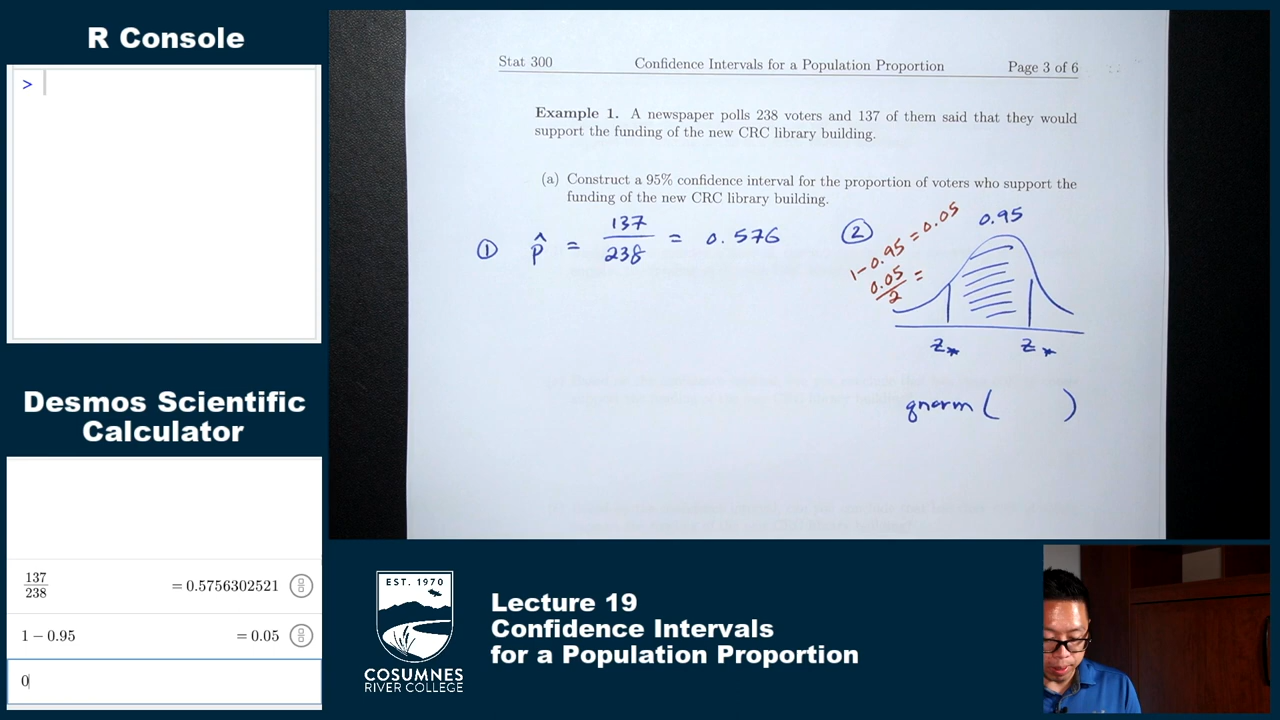 R Console
>
Desmos Scientific
Calculator
137
238
= 0.5756302521
1 − 0.95
= 0.05
0
Stat 300
Confidence Intervals for a Population Proportion
Page 3 of 6
Example 1. A newspaper polls 238 voters and 137 of them said that they would
support the funding of the new CRC library building.
(a) Construct a 95% confidence interval for the proportion of voters who support the
funding of the new CRC library building.
① p̂ = 137/238 = 0.576
②
1-0.95 = 0.05
0.05/2 =
0.95
z* z*
qnorm ( )
EST. 1970
COSUMNES
RIVER COLLEGE
Lecture 19
Confidence Intervals
for a Population Proportion